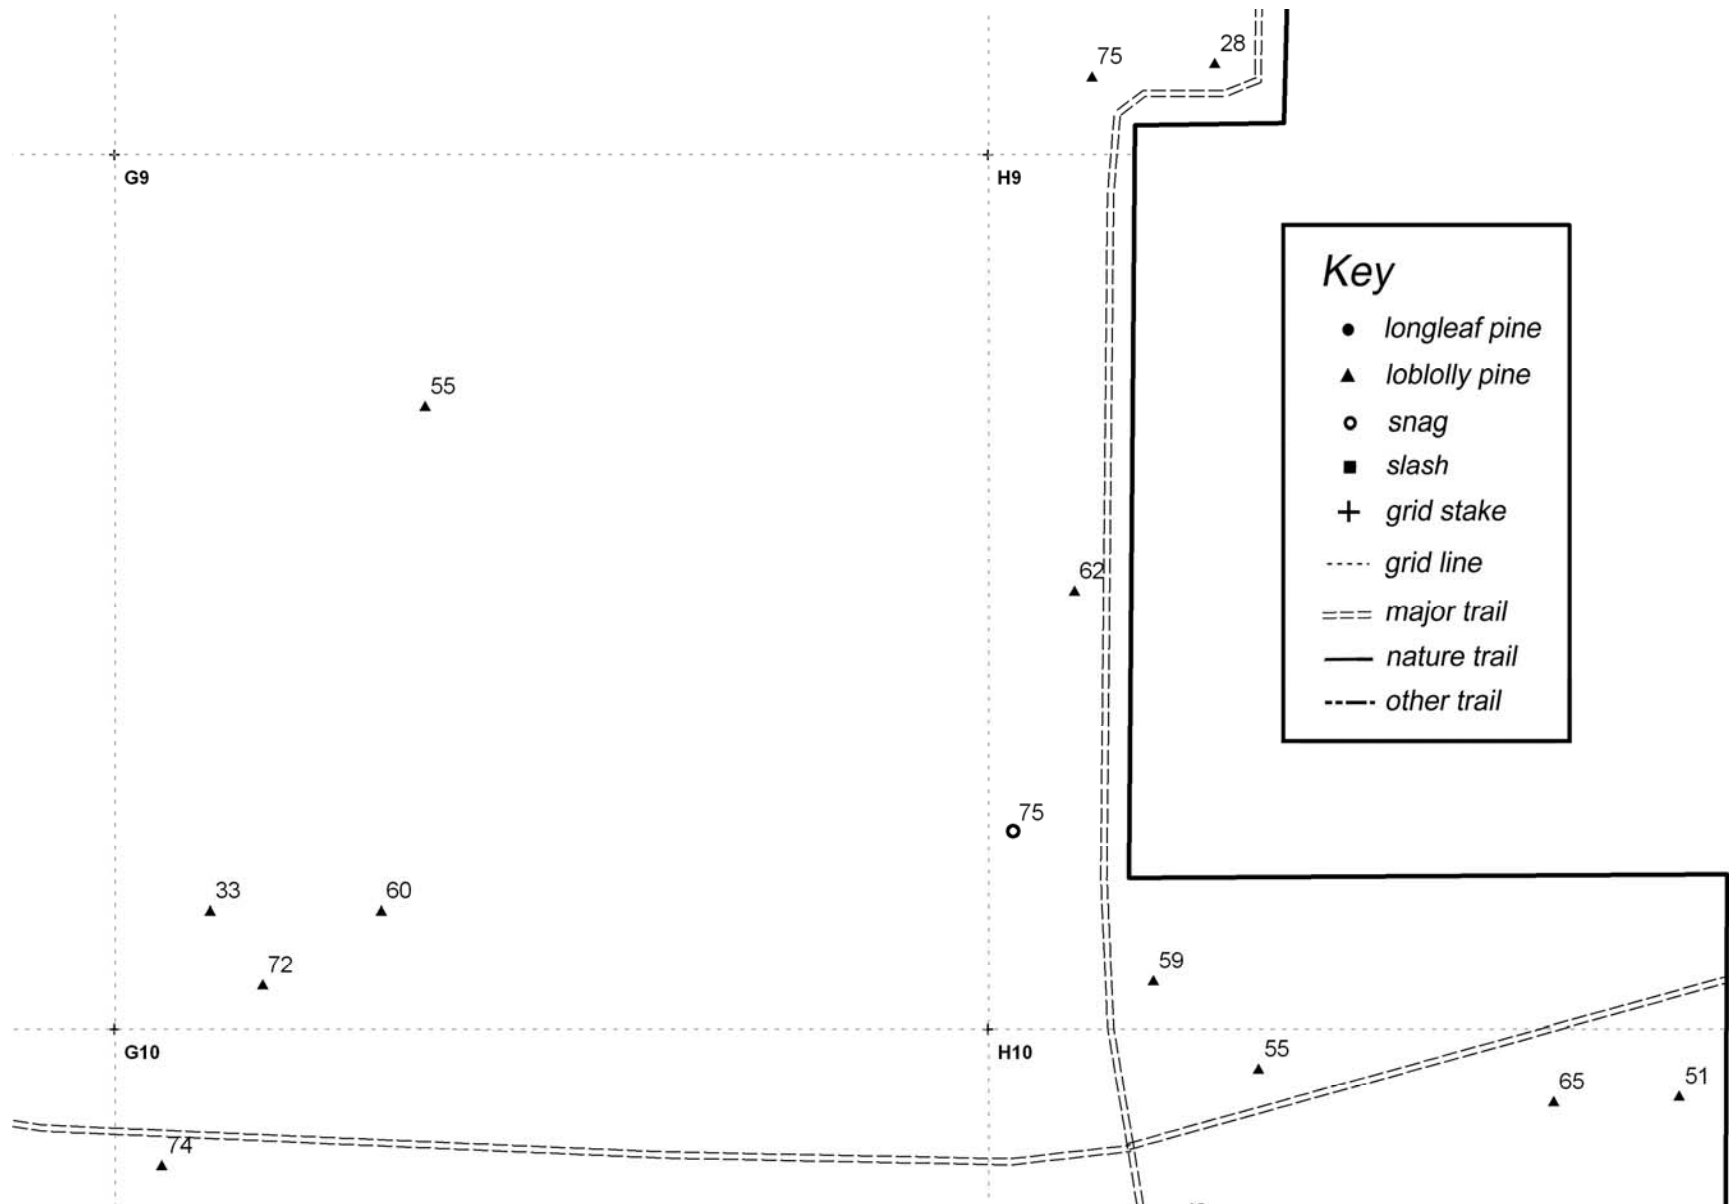 75
28
G9
H9
Key
longleaf pine
loblolly pine
snag
slash
grid stake
grid line
major trail
nature trail
other trail
55
62
75
33
60
72
59
G10
H10
55
65
51
74